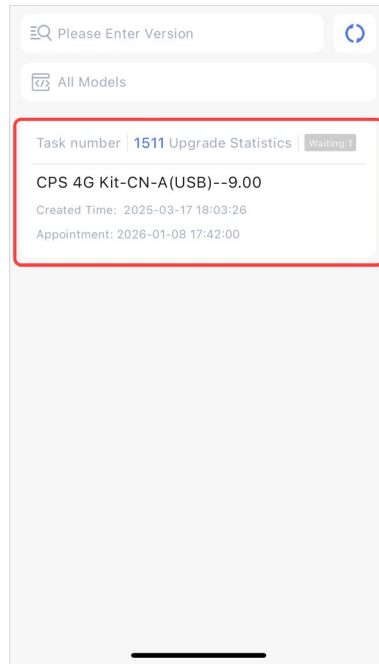 Please Enter Version
All Models
Task number 1511 Upgrade Statistics Waiting:1
CPS 4G Kit-CN-A(USB)--9.00
Created Time: 2025-03-17 18:03:26
Appointment: 2026-01-08 17:42:00